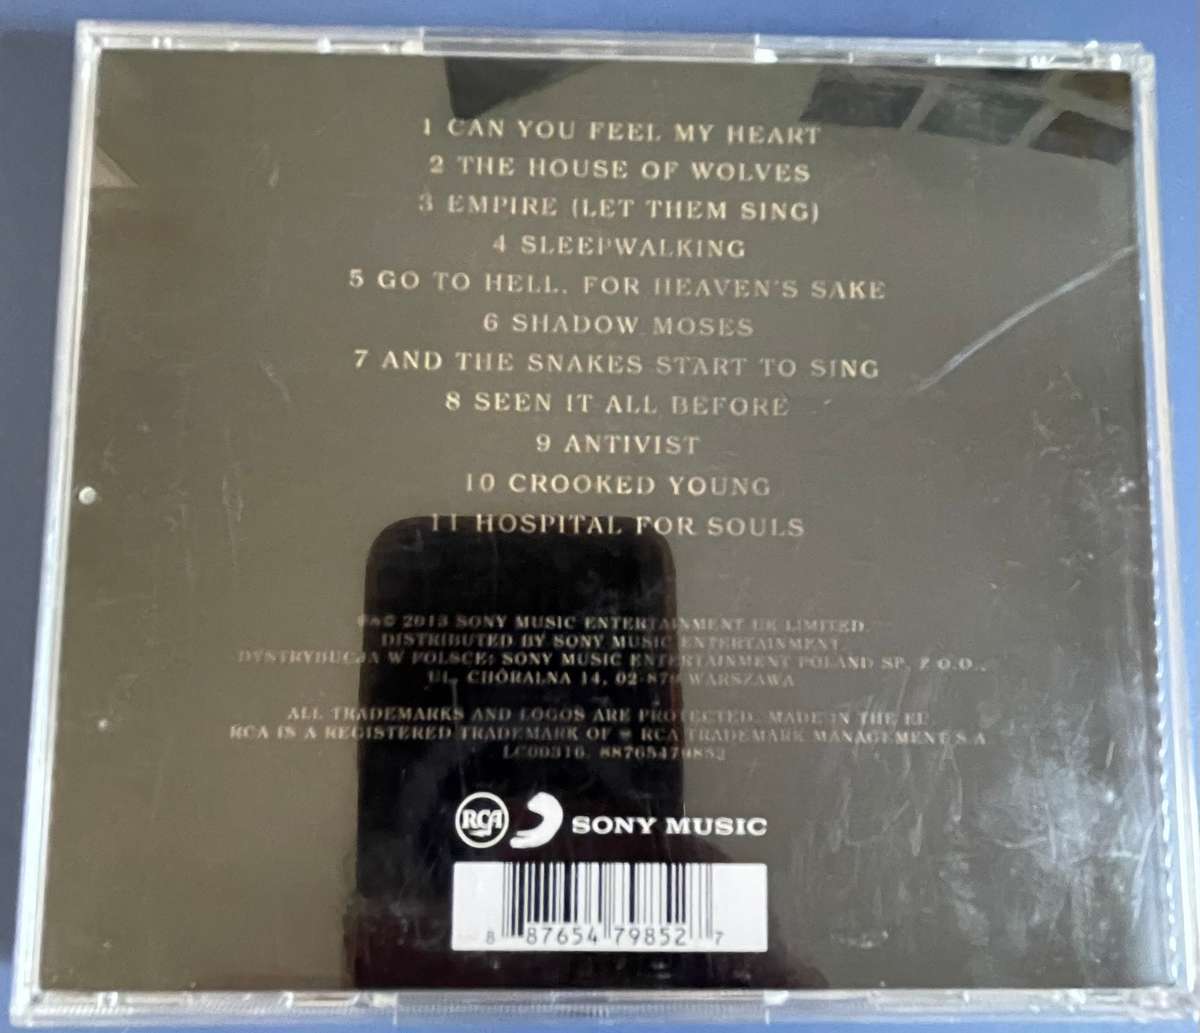 1 CAN YOU FEEL MY HEART
2 THE HOUSE OF WOLVES
3 EMPIRE (LET THEM SING)
4 SLEEPWALKING
5 GO TO HELL, FOR HEAVEN'S SAKE
6 SHADOW MOSES
7 AND THE SNAKES START TO SING
8 SEEN IT ALL BEFORE
9 ANTIVIST
10 CROOKED YOUNG
11 HOSPITAL FOR SOULS
℗&© 2013 SONY MUSIC ENTERTAINMENT UK LIMITED.
DISTRIBUTED BY SONY MUSIC ENTERTAINMENT.
DYSTRYBUCJA W POLSCE: SONY MUSIC ENTERTAINMENT POLAND SP. Z O.O.,
UL. CHÓRALNA 14, 02-879 WARSZAWA
ALL TRADEMARKS AND LOGOS ARE PROTECTED. MADE IN THE EU
RCA IS A REGISTERED TRADEMARK OF ® RCA TRADEMARK MANAGEMENT S.A
LC00316. 88765479852
RCA SONY MUSIC
8 87654 79852 7